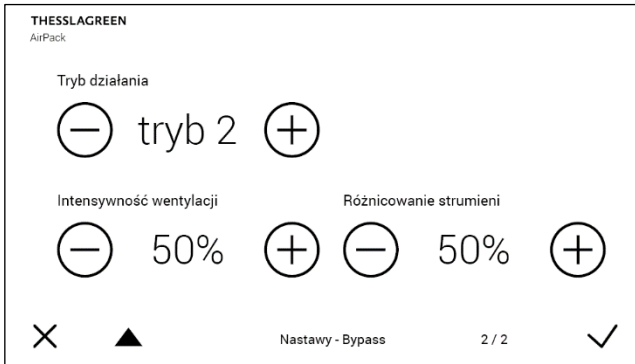 THESSLAGREEN
AirPack
Tryb działania
tryb 2
Intensywność wentylacji
Różnicowanie strumieni
50%
50%
Nastawy - Bypass
2 / 2